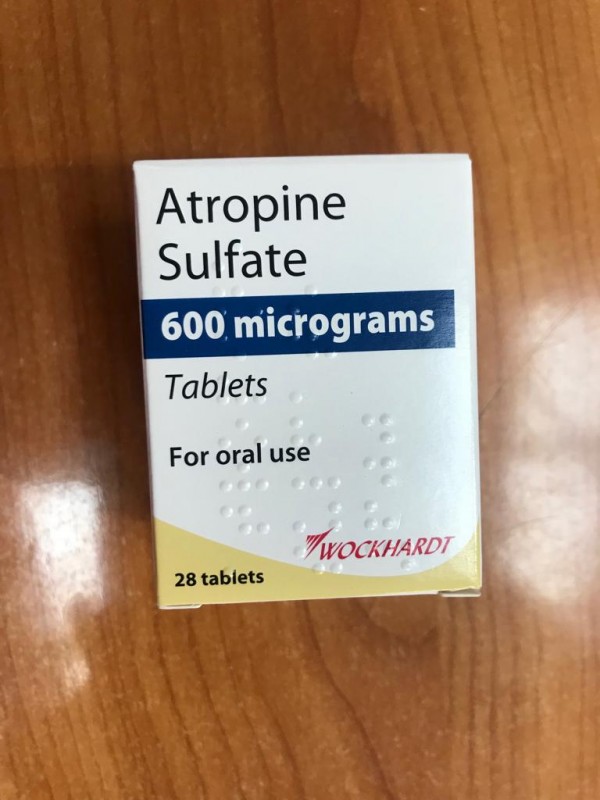 Atropine
Sulfate
600 micrograms
Tablets
For oral use
WOCKHARDT
28 tablets